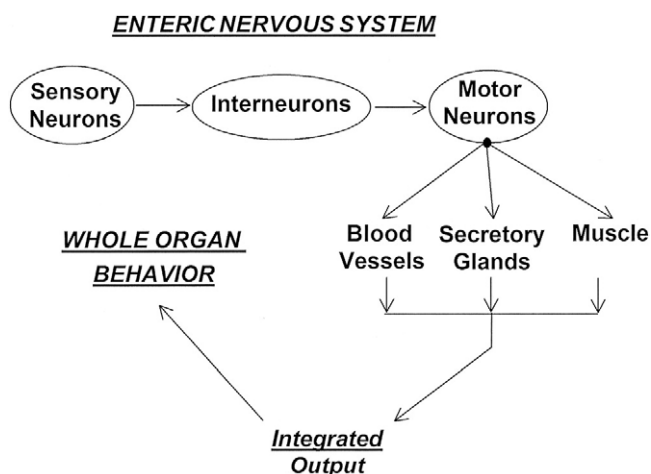 ENTERIC NERVOUS SYSTEM
Sensory
Neurons
Interneurons
Motor
Neurons
Blood
Vessels
Secretory
Glands
Muscle
WHOLE ORGAN
BEHAVIOR
Integrated
Output